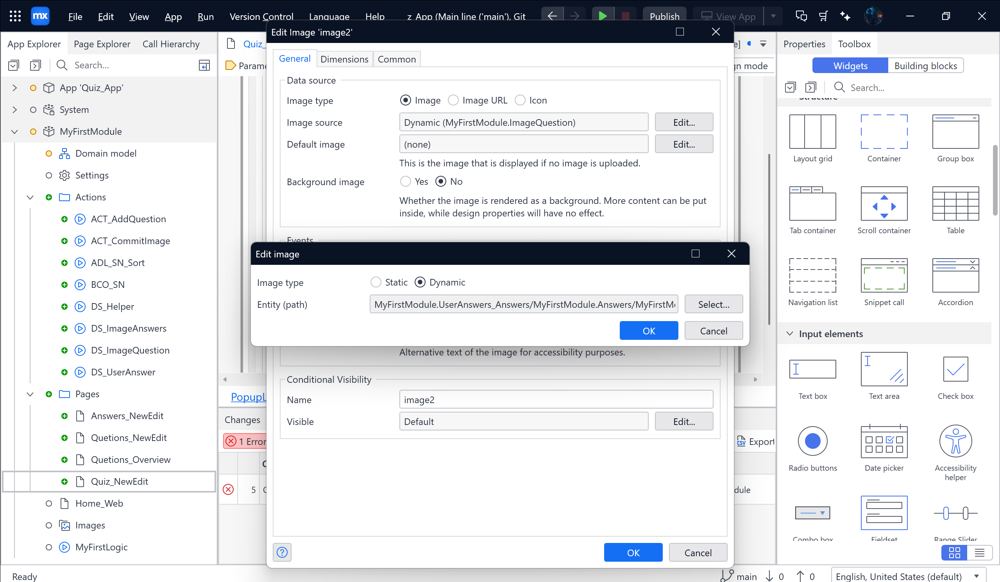 mx File Edit View App Run Version Control Language Help z_App (Main line ('main'), Git Publish View App
App Explorer Page Explorer Call Hierarchy
Search...
App 'Quiz_App'
System
MyFirstModule
Domain model
Settings
Actions
ACT_AddQuestion
ACT_CommitImage
ADL_SN_Sort
BCO_SN
DS_Helper
DS_ImageAnswers
DS_ImageQuestion
DS_UserAnswer
Pages
Answers_NewEdit
Quetions_NewEdit
Quetions_Overview
Quiz_NewEdit
Home_Web
Images
MyFirstLogic
Quiz_
Parame
PopupL
Changes
1 Error
5
Export
dule
e]
gn mode
Edit Image 'image2'
General Dimensions Common
Data source
Image type Image Image URL Icon
Image source Dynamic (MyFirstModule.ImageQuestion) Edit...
Default image (none) Edit...
This is the image that is displayed if no image is uploaded.
Background image Yes No
Whether the image is rendered as a background. More content can be put
inside, while design properties will have no effect.
Events
Edit image
Image type Static Dynamic
Entity (path) MyFirstModule.UserAnswers_Answers/MyFirstModule.Answers/MyFirstM Select...
OK Cancel
Alternative text of the image for accessibility purposes.
Conditional Visibility
Name image2
Visible Default Edit...
? OK Cancel
Properties Toolbox
Widgets Building blocks
Search...
Structure
Layout grid Container Group box
Tab container Scroll container Table
Navigation list Snippet call Accordion
Input elements
Text box Text area Check box
Radio buttons Date picker Accessibility
helper
Combo box Fieldset Range Slider
Ready main 0 0 English, United States (default)